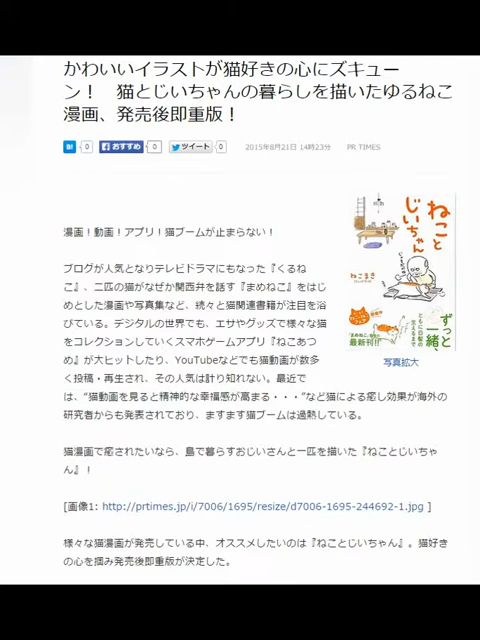 かわいいイラストが猫好きの心にズキュー
ン！　猫とじいちゃんの暮らしを描いたゆるねこ
漫画、発売後即重版！
B! 0 おすすめ 0 ツイート 0 2015年8月21日 14時23分 PR TIMES
ねことじいちゃん
ねこまき
最新刊!!
ずっと
緒、
漫画！動画！アプリ！猫ブームが止まらない！
ブログが人気となりテレビドラマにもなった『くるね
こ』、二匹の猫がなぜか関西弁を話す『まめねこ』をはじ
めとした漫画や写真集など、続々と猫関連書籍が注目を浴
びている。デジタルの世界でも、エサやグッズで様々な猫
をコレクションしていくスマホゲームアプリ『ねこあつ
め』が大ヒットしたり、YouTubeなどでも猫動画が数多
く投稿・再生され、その人気は計り知れない。最近で
は、“猫動画を見ると精神的な幸福感が高まる・・・”など猫による癒し効果が海外の
研究者からも発表されており、ますます猫ブームは過熱している。
写真拡大
猫漫画で癒されたいなら、島で暮らすおじいさんと一匹を描いた『ねことじいちゃ
ん』！
[画像1: http://prtimes.jp/i/7006/1695/resize/d7006-1695-244692-1.jpg ]
様々な猫漫画が発売している中、オススメしたいのは『ねことじいちゃん』。猫好き
の心を掴み発売後即重版が決定した。